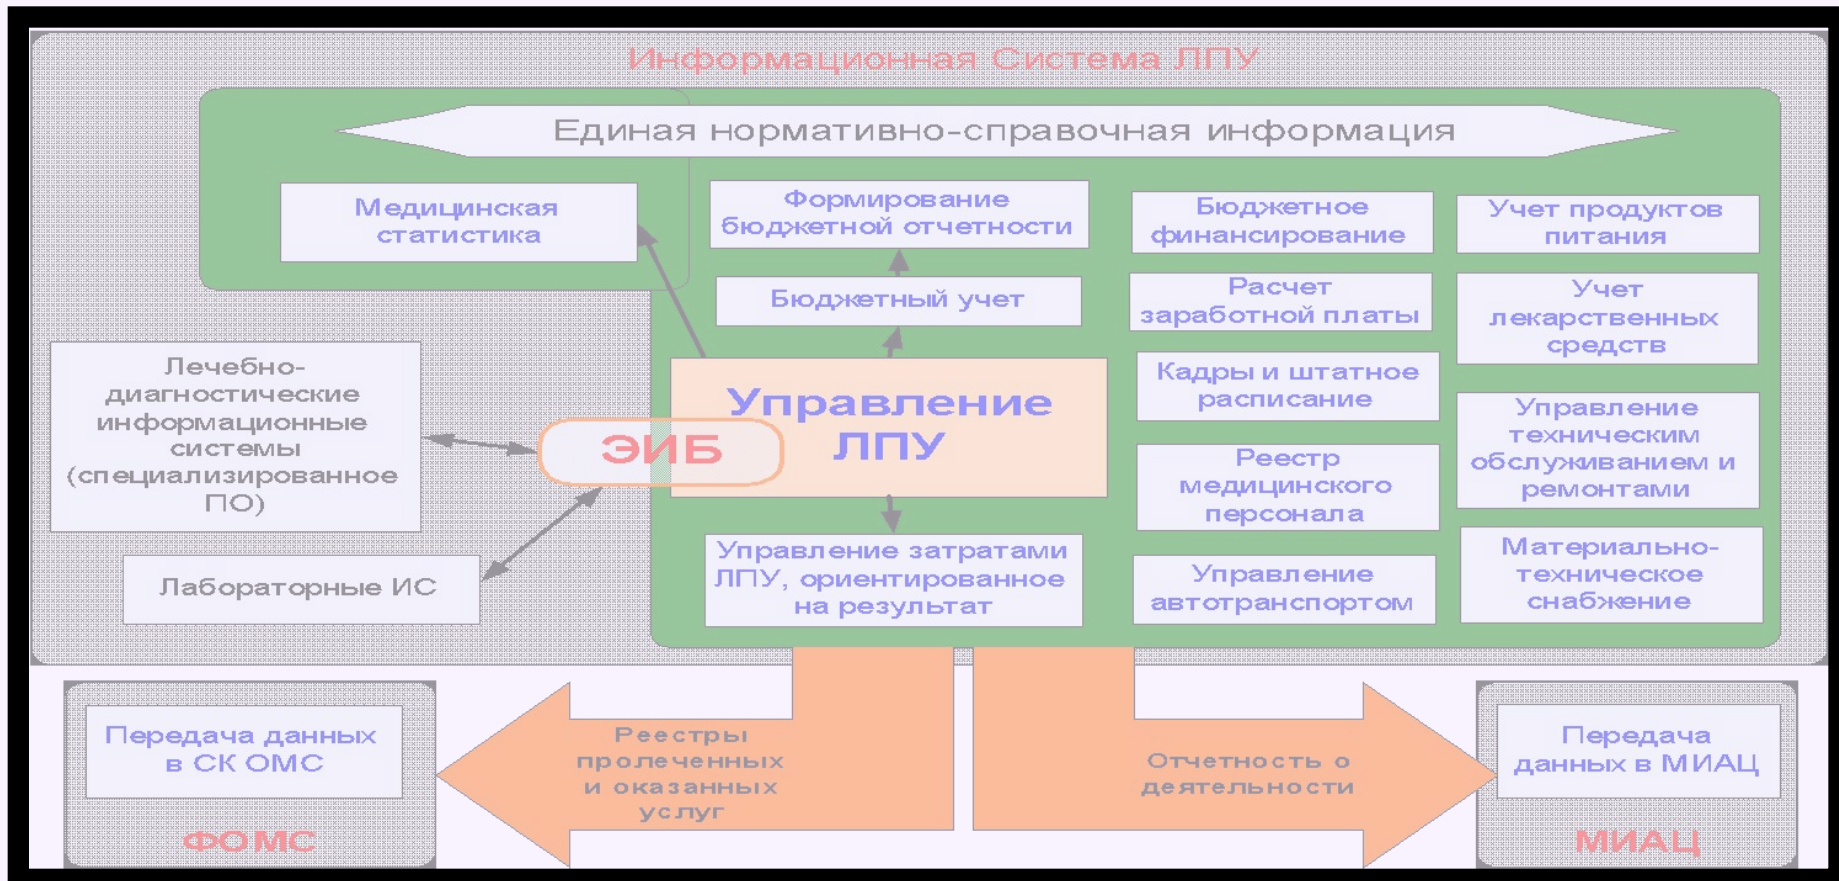 Информационная Система ЛПУ
Единая нормативно-справочная информация
Медицинская
статистика
Формирование
бюджетной отчетности
Бюджетный учет
Бюджетное
финансирование
Учет продуктов
питания
Расчет
заработной платы
Учет
лекарственных
средств
Кадры и штатное
расписание
Управление
техническим
обслуживанием и
ремонтами
Реестр
медицинского
персонала
Управление
автотранспортом
Материально-
техническое
снабжение
Лечебно-
диагностические
информационные
системы
(специализированное
ПО)
Лабораторные ИС
ЭИБ
Управление
ЛПУ
Управление затратами
ЛПУ, ориентированное
на результат
Передача данных
в СК ОМС
ФОМС
Реестры
пролеченных
и оказанных
услуг
Отчетность о
деятельности
Передача
данных в МИАЦ
МИАЦ